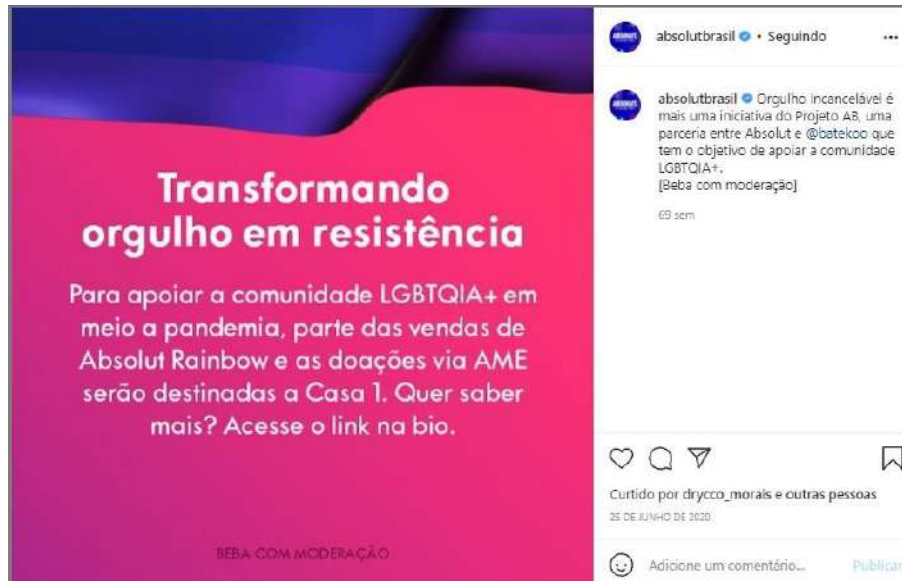 Transformando
orgulho em resistência
Para apoiar a comunidade LGBTQIA+ em
meio a pandemia, parte das vendas de
Absolut Rainbow e as doações via AME
serão destinadas a Casa 1. Quer saber
mais? Acesse o link na bio.
BEBA COM MODERAÇÃO
absolutbrasil • Seguindo
absolutbrasil Orgulho Incancelável é
mais uma iniciativa do Projeto AB, uma
parceria entre Absolut e @batekoo que
tem o objetivo de apoiar a comunidade
LGBTQIA+.
[Beba com moderação]
69 sem
Curtido por drycco_morais e outras pessoas
25 DE JUNHO DE 2020
Adicione um comentário... Publicar